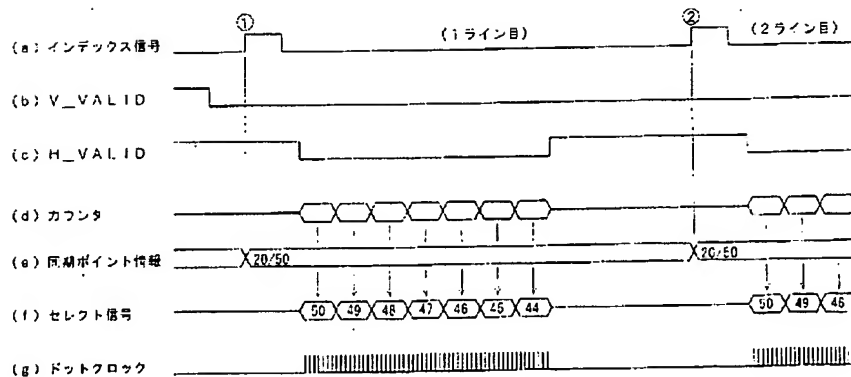 ① ②
(a) インデックス信号 (1ライン目) (2ライン目)
(b) V_VALID
(c) H_VALID
(d) カウンタ
(e) 同期ポイント情報 20/50 20/50
(f) セレクト信号 50 49 48 47 46 45 44 50 49 46
(g) ドットクロック